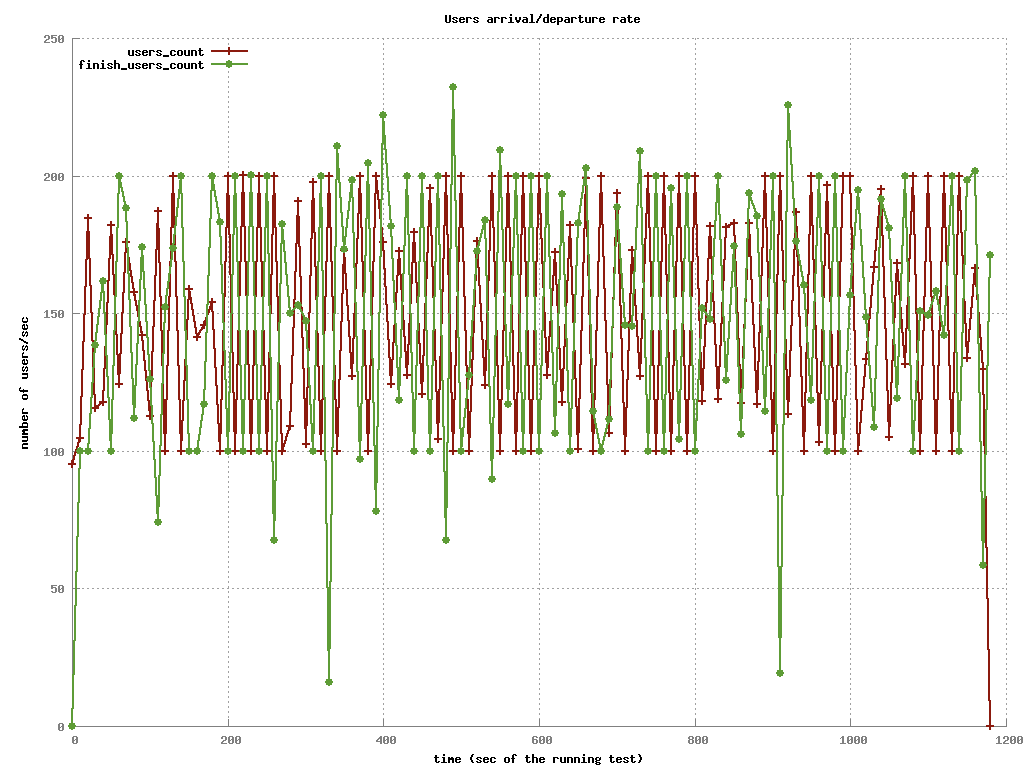 Users arrival/departure rate
250
users_count
finish_users_count
200
150
number of users/sec
100
50
0
0 200 400 600 800 1000 1200
time (sec of the running test)